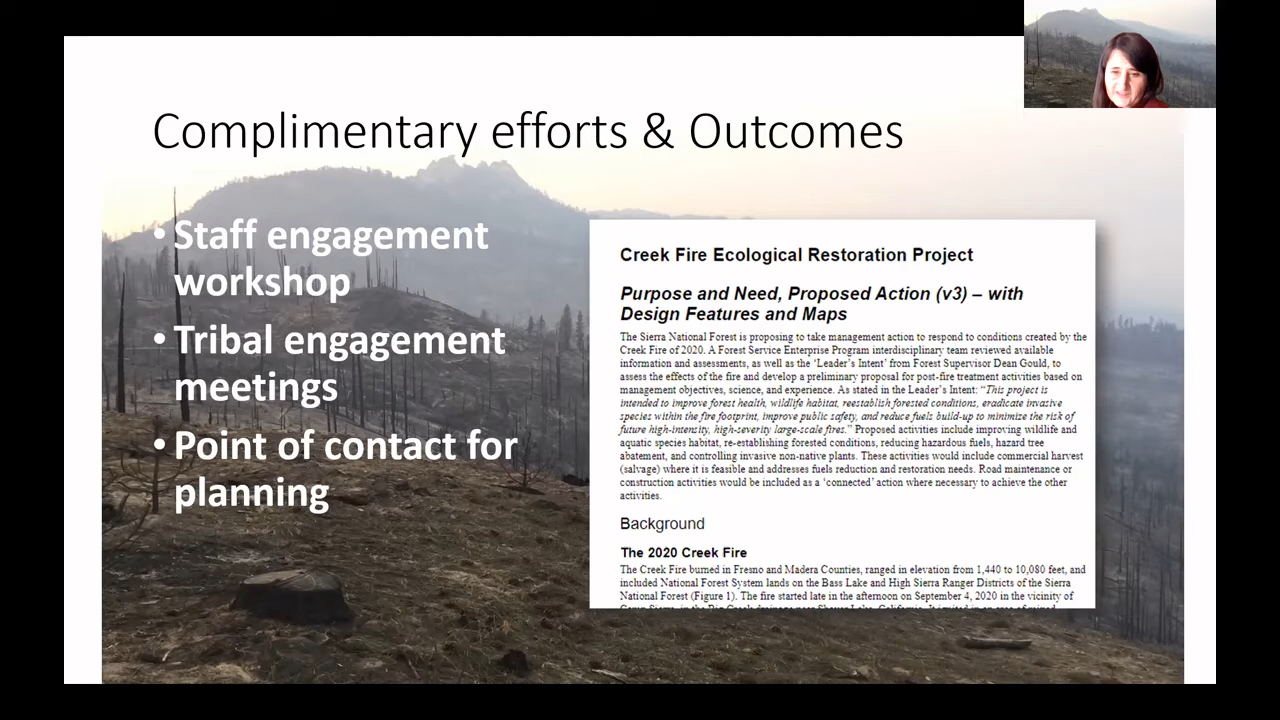 Complimentary efforts & Outcomes
• Staff engagement
workshop
• Tribal engagement
meetings
• Point of contact for
planning
Creek Fire Ecological Restoration Project
Purpose and Need, Proposed Action (v3) – with
Design Features and Maps
The Sierra National Forest is proposing to take management action to respond to conditions created by the
Creek Fire of 2020. A Forest Service Enterprise Program interdisciplinary team reviewed available
information and assessments, as well as the ‘Leader’s Intent’ from Forest Supervisor Dean Gould, to
assess the effects of the fire and develop a preliminary proposal for post-fire treatment activities based on
management objectives, science, and experience. As stated in the Leader’s Intent: “This project is
intended to improve forest health, wildlife habitat, reestablish forested conditions, eradicate invasive
species within the fire footprint, improve public safety, and reduce fuels build-up to minimize the risk of
future high-intensity, high-severity large-scale fires.” Proposed activities include improving wildlife and
aquatic species habitat, re-establishing forested conditions, reducing hazardous fuels, hazard tree
abatement, and controlling invasive non-native plants. These activities would include commercial harvest
(salvage) where it is feasible and addresses fuels reduction and restoration needs. Road maintenance or
construction activities would be included as a ‘connected’ action where necessary to achieve the other
activities.
Background
The 2020 Creek Fire
The Creek Fire burned in Fresno and Madera Counties, ranged in elevation from 1,440 to 10,080 feet, and
included National Forest System lands on the Bass Lake and High Sierra Ranger Districts of the Sierra
National Forest (Figure 1). The fire started late in the afternoon on September 4, 2020 in the vicinity of